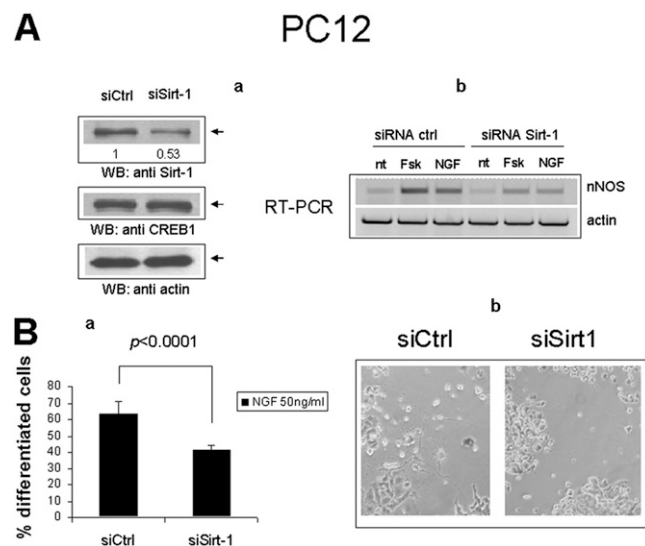 A
PC12
a
siCtrl siSirt-1
1 0.53
WB: anti Sirt-1
WB: anti CREB1
WB: anti actin
b
siRNA ctrl siRNA Sirt-1
nt Fsk NGF nt Fsk NGF
RT-PCR
nNOS
actin
B
a
p<0.0001
NGF 50ng/ml
% differentiated cells
80
70
60
50
40
30
20
10
0
siCtrl siSirt-1
b
siCtrl siSirt1